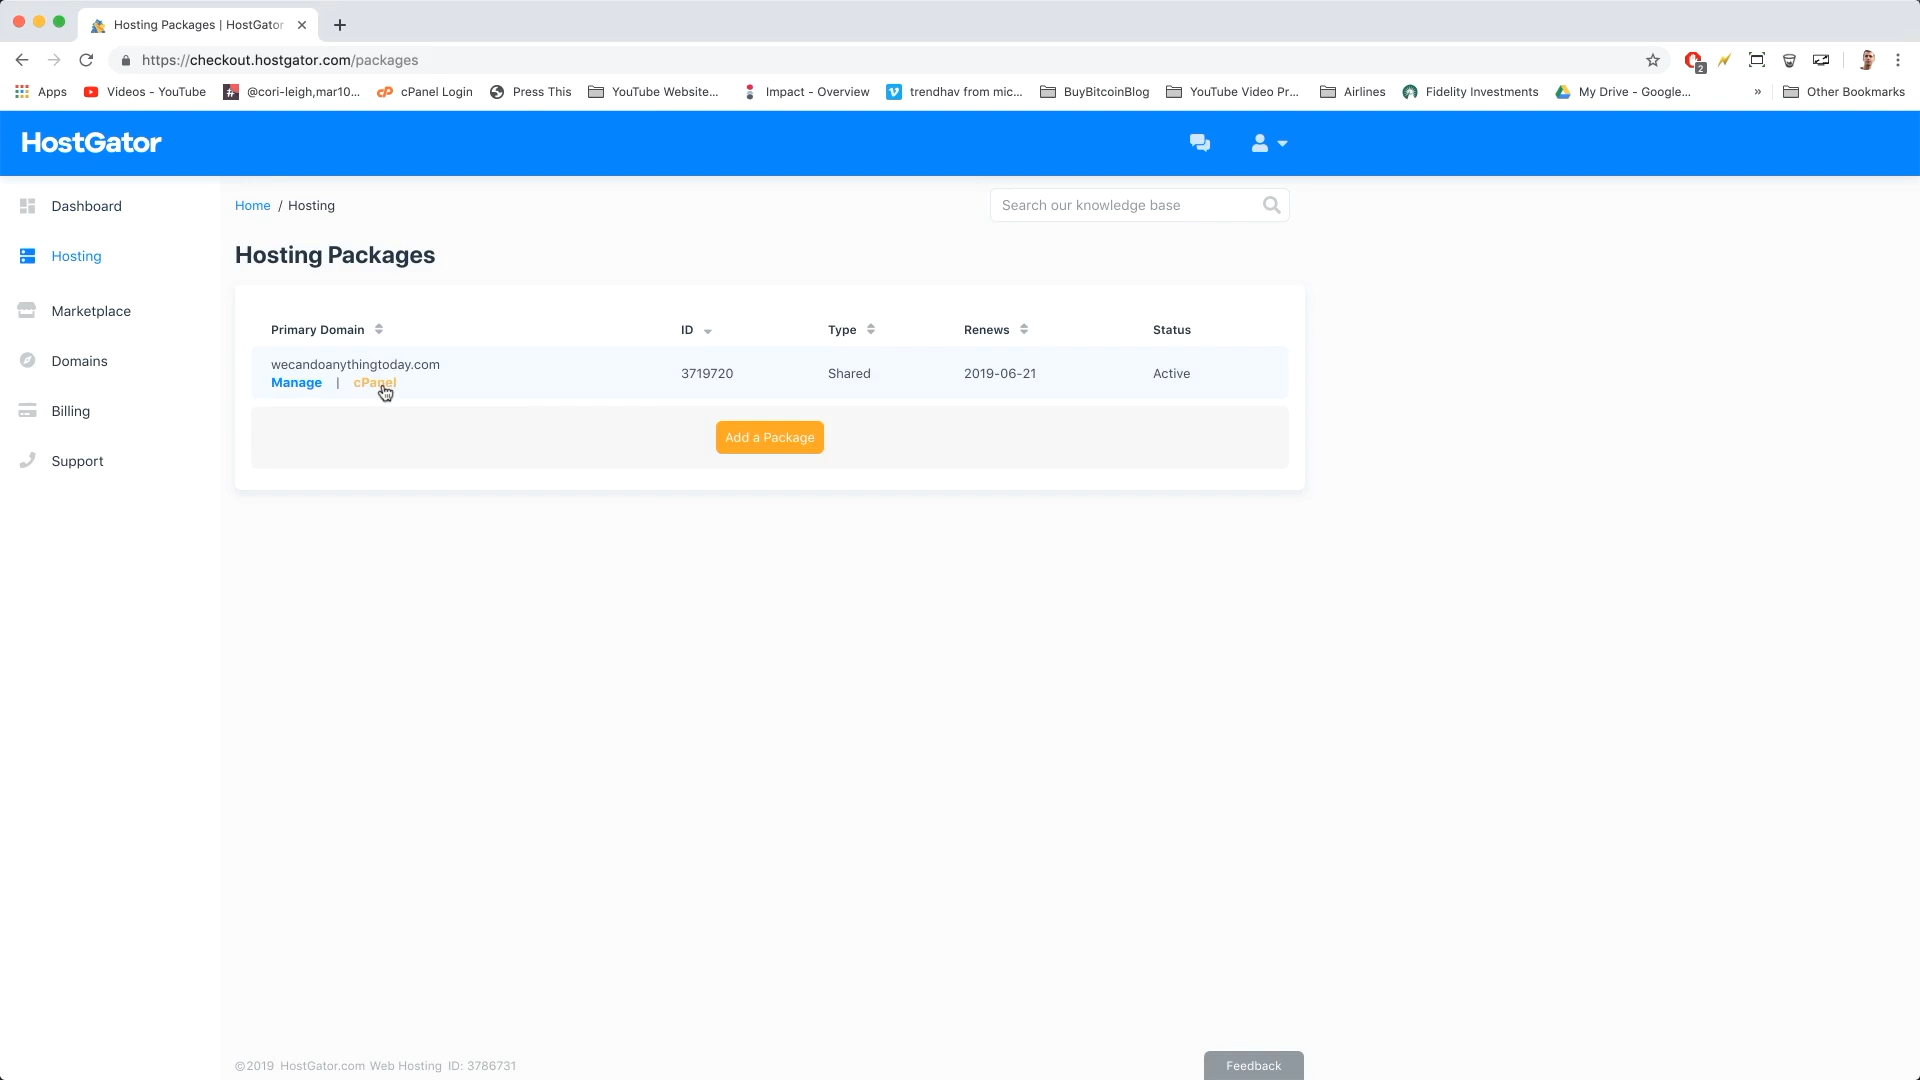 Hosting Packages | HostGator
https://checkout.hostgator.com/packages
2
Apps Videos - YouTube @cori-leigh,mar10... cPanel Login Press This YouTube Website... Impact - Overview trendhav from mic... BuyBitcoinBlog YouTube Video Pr... Airlines Fidelity Investments My Drive - Google... » Other Bookmarks
HostGator
Dashboard
Hosting
Marketplace
Domains
Billing
Support
Home / Hosting
Search our knowledge base
Hosting Packages
Primary Domain ID Type Renews Status
wecandoanythingtoday.com 3719720 Shared 2019-06-21 Active
Manage | cPanel
Add a Package
©2019 HostGator.com Web Hosting ID: 3786731
Feedback